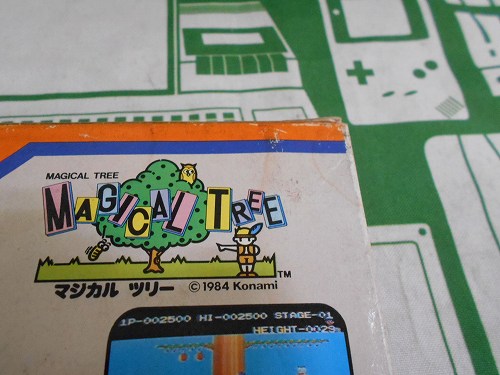 MAGICAL TREE
MAGICAL TREE
TM
マジカル ツリー ©1984 Konami
1P-002500 HI-002500 STAGE-01
HEIGHT-0029